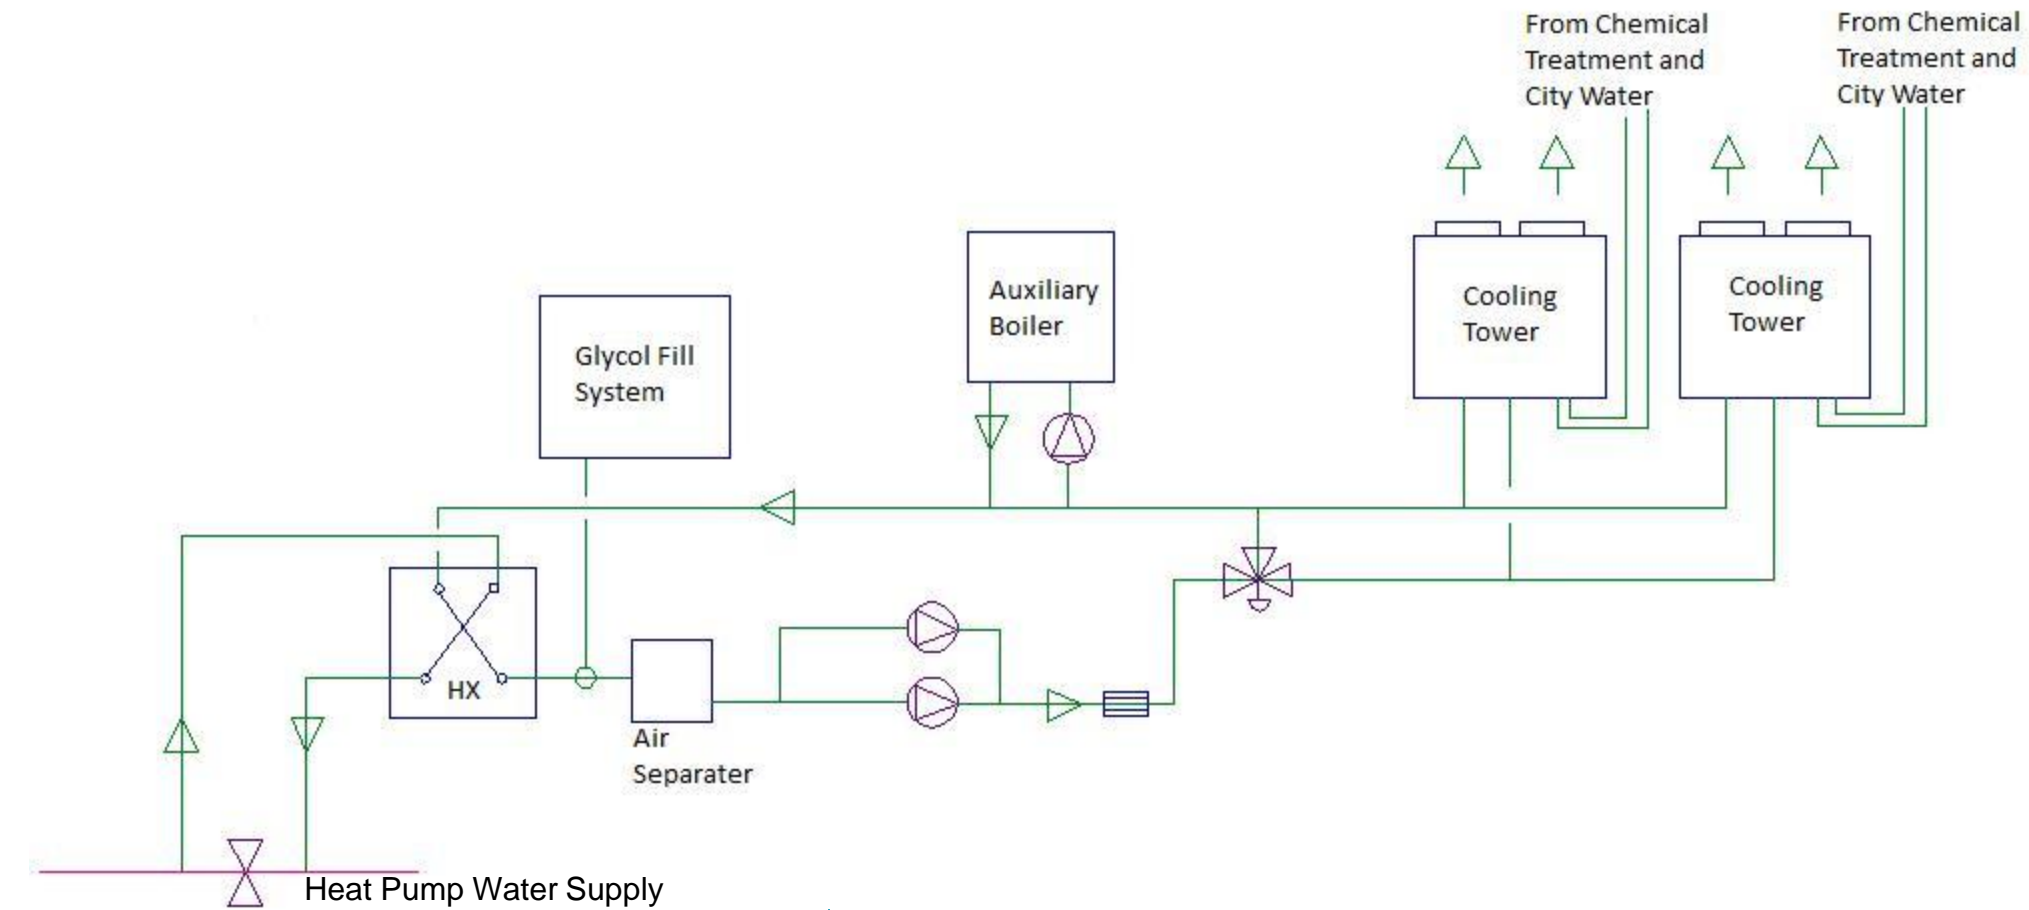 From Chemical
Treatment and
City Water
From Chemical
Treatment and
City Water
Auxiliary
Boiler
Cooling
Tower
Cooling
Tower
Glycol Fill
System
HX
Air
Separater
Heat Pump Water Supply